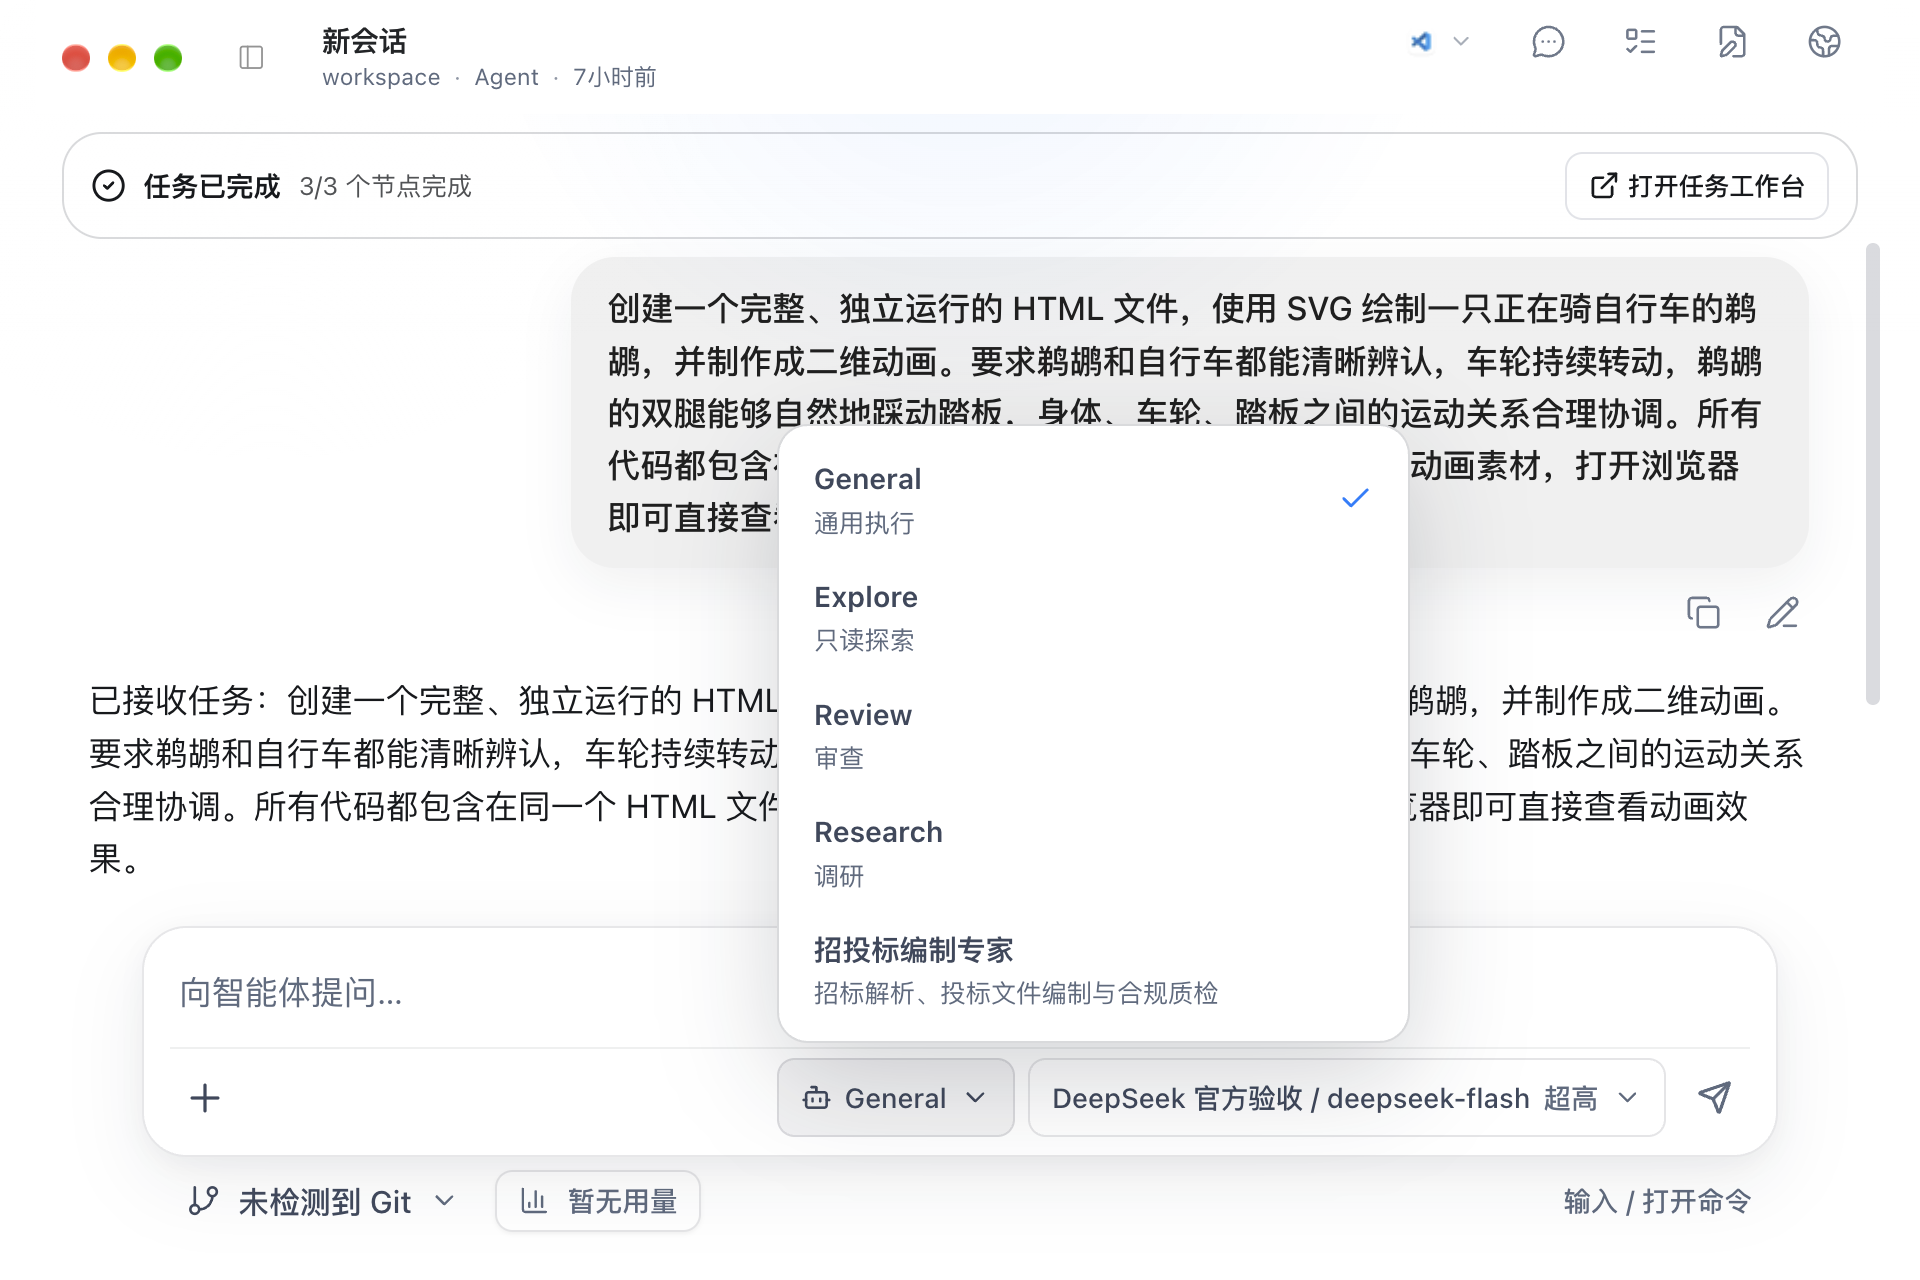 新会话
workspace · Agent · 7小时前
任务已完成 3/3 个节点完成
打开任务工作台
创建一个完整、独立运行的 HTML 文件，使用 SVG 绘制一只正在骑自行车的鹈
鹕，并制作成二维动画。要求鹈鹕和自行车都能清晰辨认，车轮持续转动，鹈鹕
的双腿能够自然地踩动踏板，身体、车轮、踏板之间的运动关系合理协调。所有
代码都包含 动画素材，打开浏览器
即可直接查
已接收任务：创建一个完整、独立运行的 HTML 鹈鹕，并制作成二维动画。
要求鹈鹕和自行车都能清晰辨认，车轮持续转动 车轮、踏板之间的运动关系
合理协调。所有代码都包含在同一个 HTML 文件 器即可直接查看动画效
果。
General
通用执行
Explore
只读探索
Review
审查
Research
调研
招投标编制专家
招标解析、投标文件编制与合规质检
向智能体提问...
General
DeepSeek 官方验收 / deepseek-flash 超高
未检测到 Git
暂无用量
输入 / 打开命令